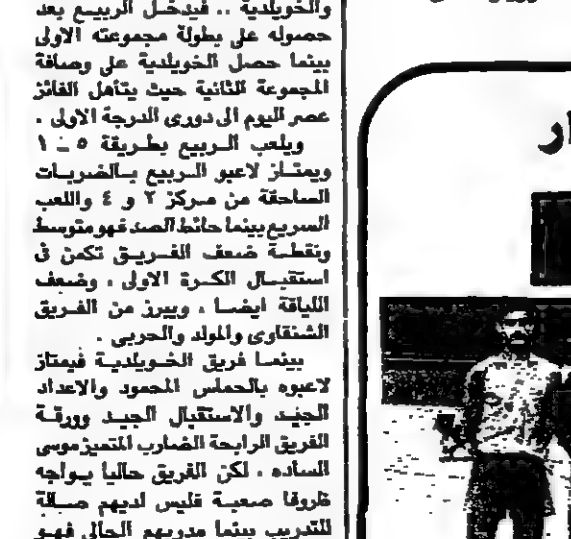 والخويلدية .. فيدخل الربيع بعد
حصوله على بطولة مجموعته الاولى
بينما حصل الخويلدية على وصافة
المجموعة الثانية حيث يتأهل الفائز
عصر اليوم الى دورى الدرجة الاولى .
ويلعب الربيع بطريقة ٥ - ١
ويمتاز لاعبو الربيع بالضربات
الساحقة من مركز ٢ و ٤ واللعب
السريع بينما حائط الصد فهو متوسط
ونقطة ضعف الفريق تكمن فى
استقبال الكرة الاولى ، وضعف
اللياقة ايضا ، ويبرز من الفريق
الشنقاوى والمولد والحربى .
بينما فريق الخويلدية فيمتاز
لاعبوه بالحماس المحمود والاعداد
الجيد والاستقبال الجيد وورقة
الفريق الرابحة الضارب المتميز موسى
الساده ، لكن الفريق حاليا يواجه
ظروفا صعبة فليس لديهم صالة
للتدريب بينما مدربهم الحالى فهو
ار